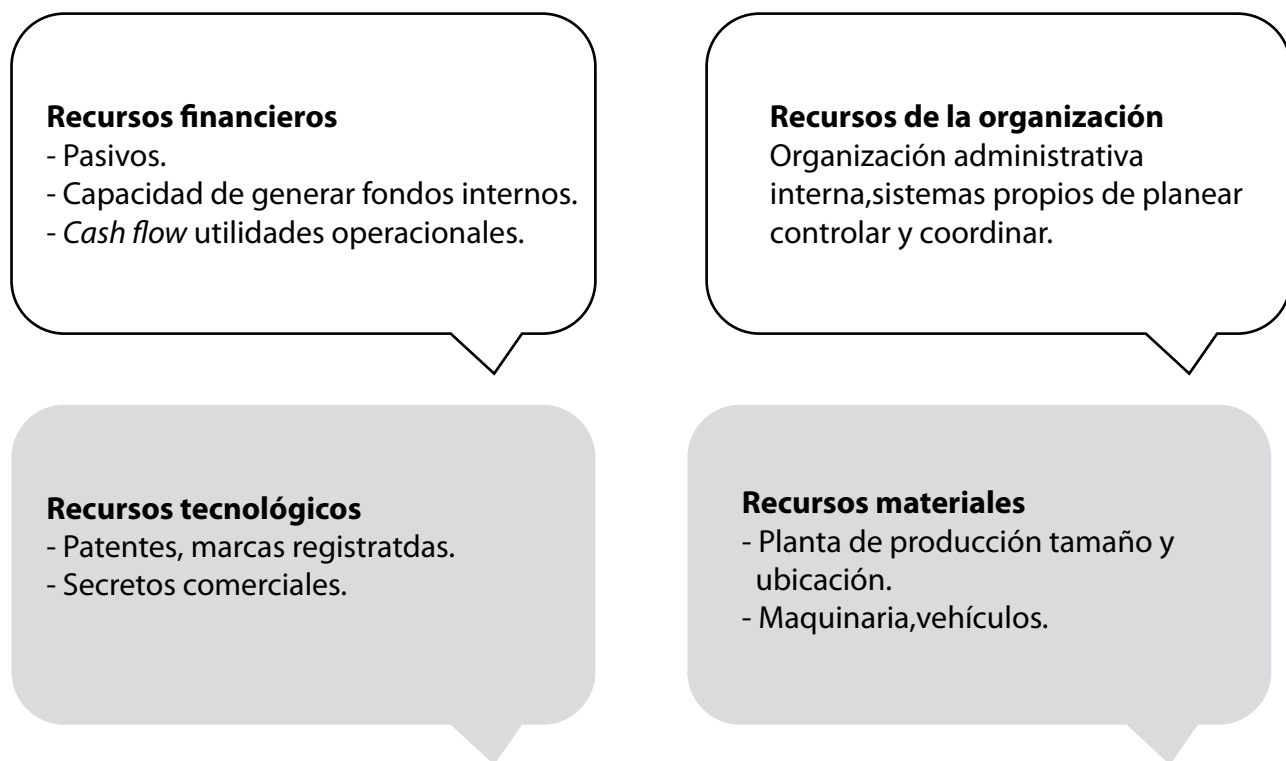 Recursos financieros
- Pasivos.
- Capacidad de generar fondos internos.
- Cash flow utilidades operacionales.
Recursos de la organización
Organización administrativa
interna,sistemas propios de planear
controlar y coordinar.
Recursos tecnológicos
- Patentes, marcas registratdas.
- Secretos comerciales.
Recursos materiales
- Planta de producción tamaño y
ubicación.
- Maquinaria,vehículos.